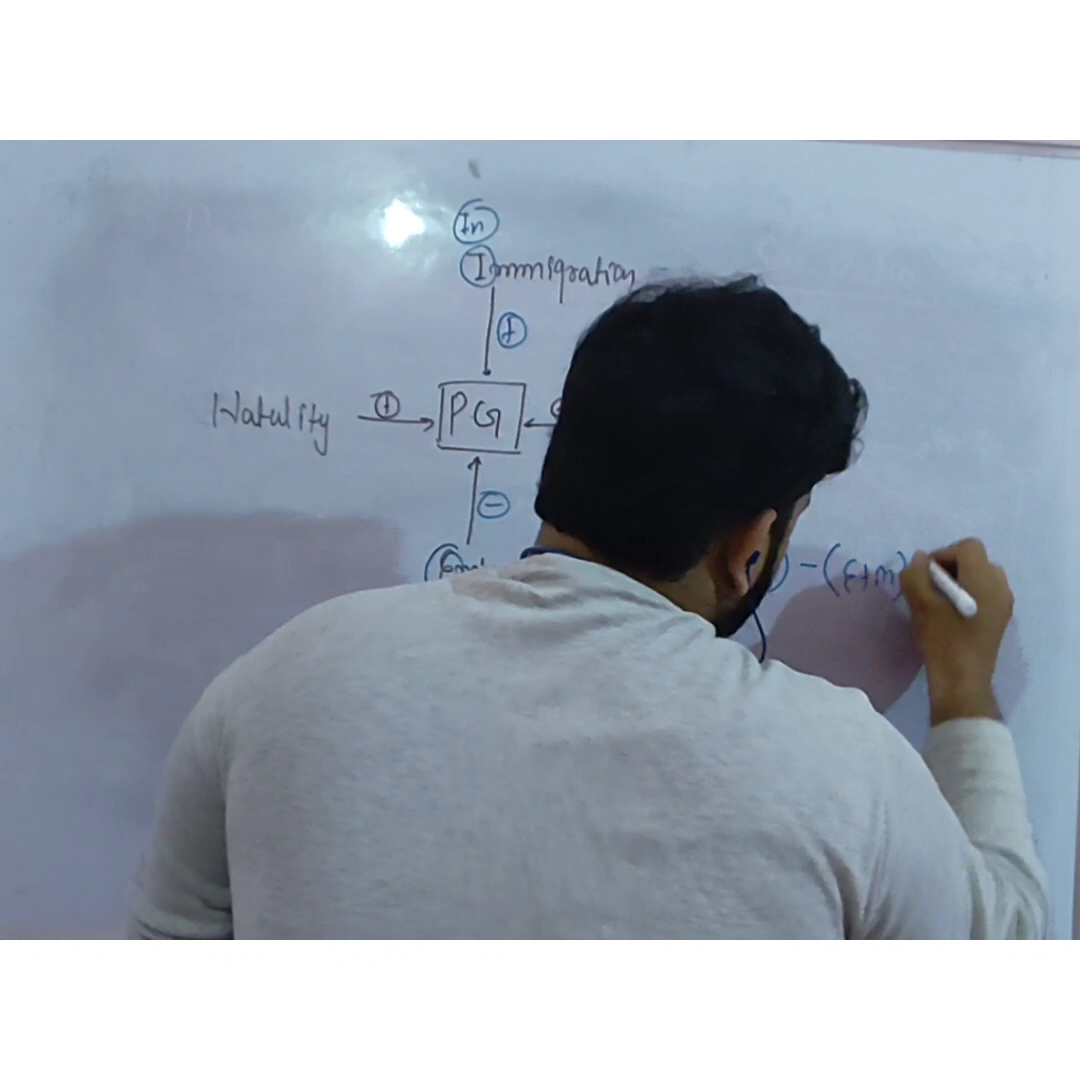 In
Immigration
+
Natality + PG
-
) - (E+m)